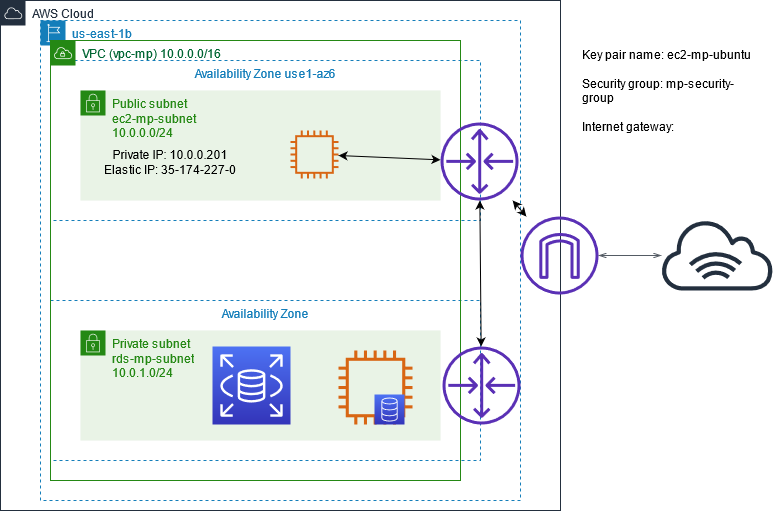 AWS Cloud
us-east-1b
VPC (vpc-mp) 10.0.0.0/16
Availability Zone use1-az6
Public subnet
ec2-mp-subnet
10.0.0.0/24
Private IP: 10.0.0.201
Elastic IP: 35-174-227-0
Availability Zone
Private subnet
rds-mp-subnet
10.0.1.0/24
Key pair name: ec2-mp-ubuntu
Security group: mp-security-
group
Internet gateway: